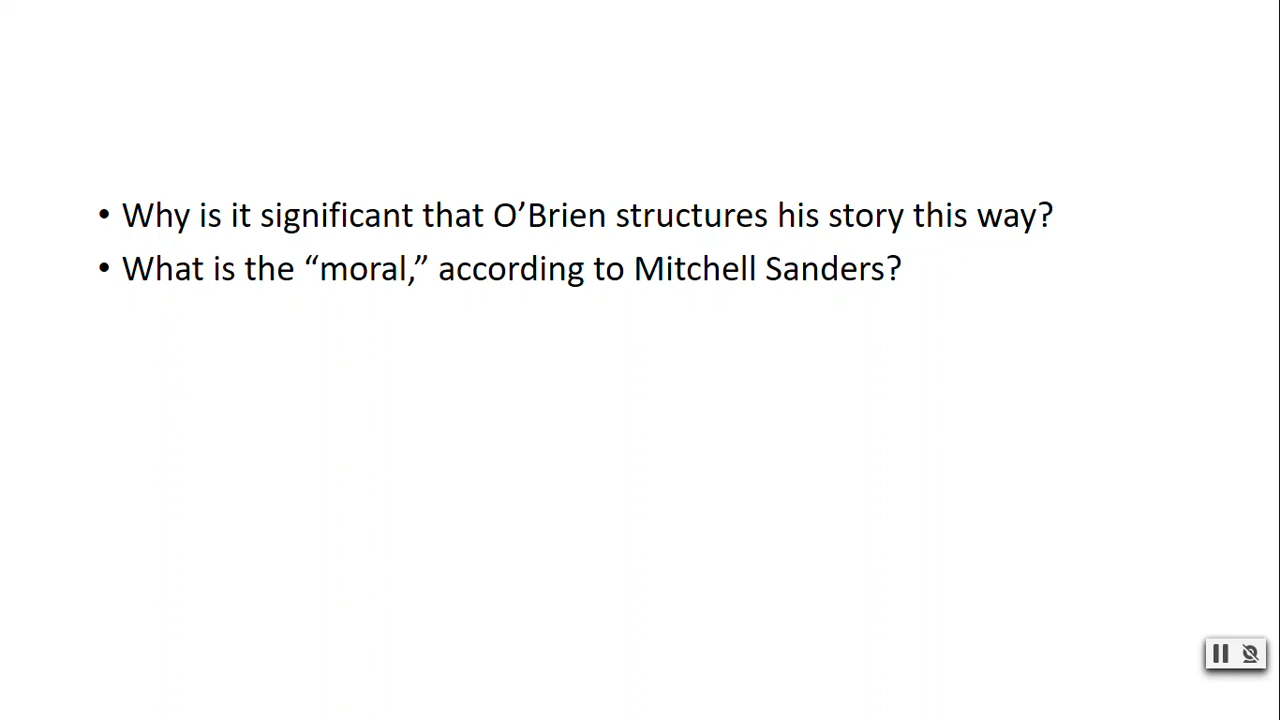 • Why is it significant that O’Brien structures his story this way?
• What is the “moral,” according to Mitchell Sanders?